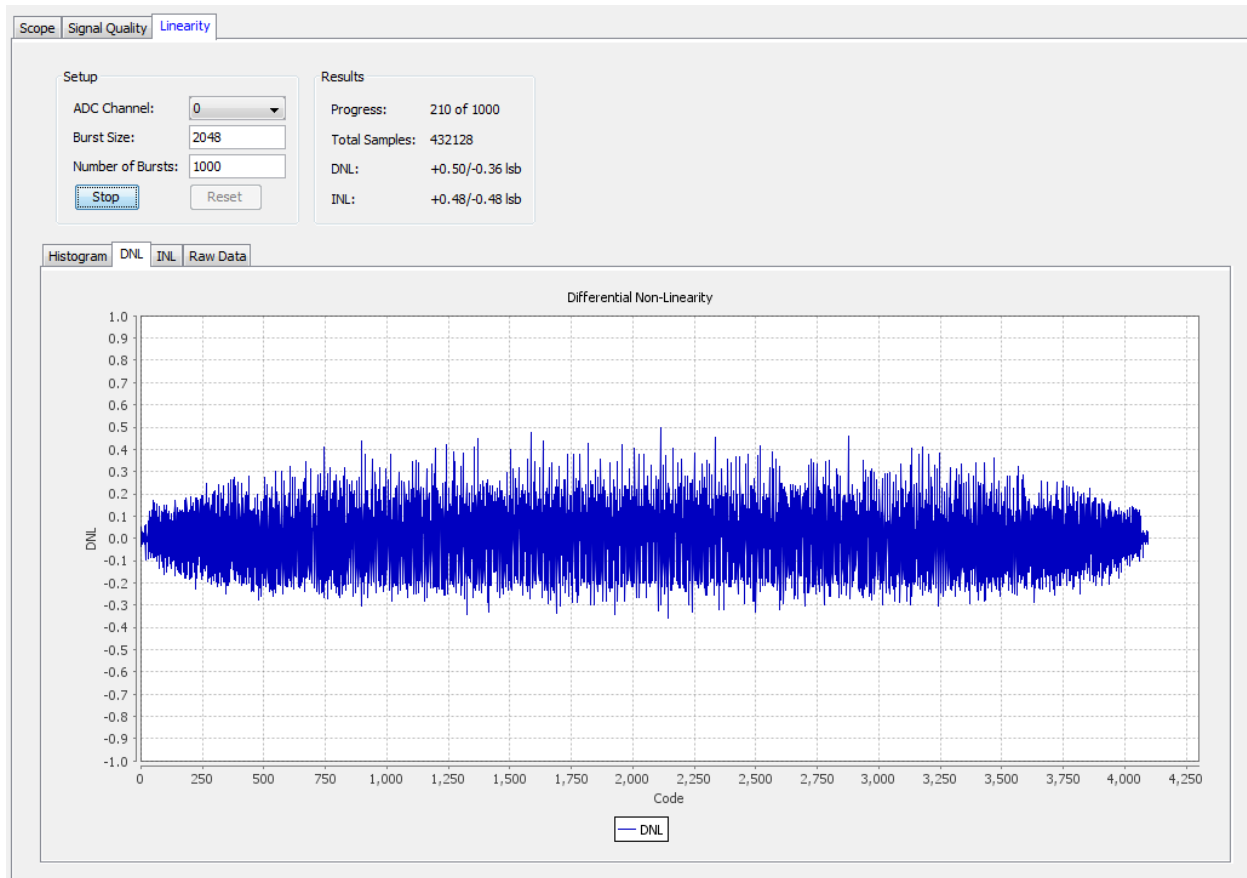 Scope Signal Quality Linearity
Setup
ADC Channel: 0
Burst Size: 2048
Number of Bursts: 1000
Stop Reset
Results
Progress: 210 of 1000
Total Samples: 432128
DNL: +0.50/-0.36 lsb
INL: +0.48/-0.48 lsb
Histogram DNL INL Raw Data
Differential Non-Linearity
1.0
0.9
0.8
0.7
0.6
0.5
0.4
0.3
0.2
0.1
0.0
-0.1
-0.2
-0.3
-0.4
-0.5
-0.6
-0.7
-0.8
-0.9
-1.0
DNL
0 250 500 750 1,000 1,250 1,500 1,750 2,000 2,250 2,500 2,750 3,000 3,250 3,500 3,750 4,000 4,250
Code
DNL